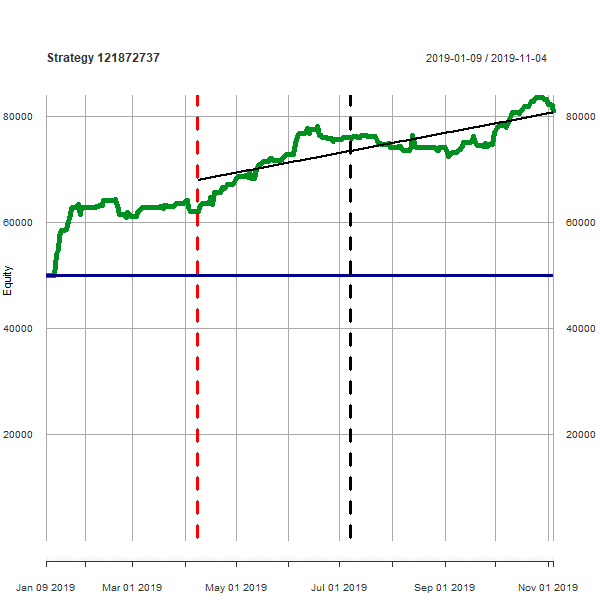 Strategy 121872737
2019-01-09 / 2019-11-04
80000
80000
60000
60000
Equity
40000
40000
20000
20000
Jan 09 2019
Mar 01 2019
May 01 2019
Jul 01 2019
Sep 01 2019
Nov 01 2019